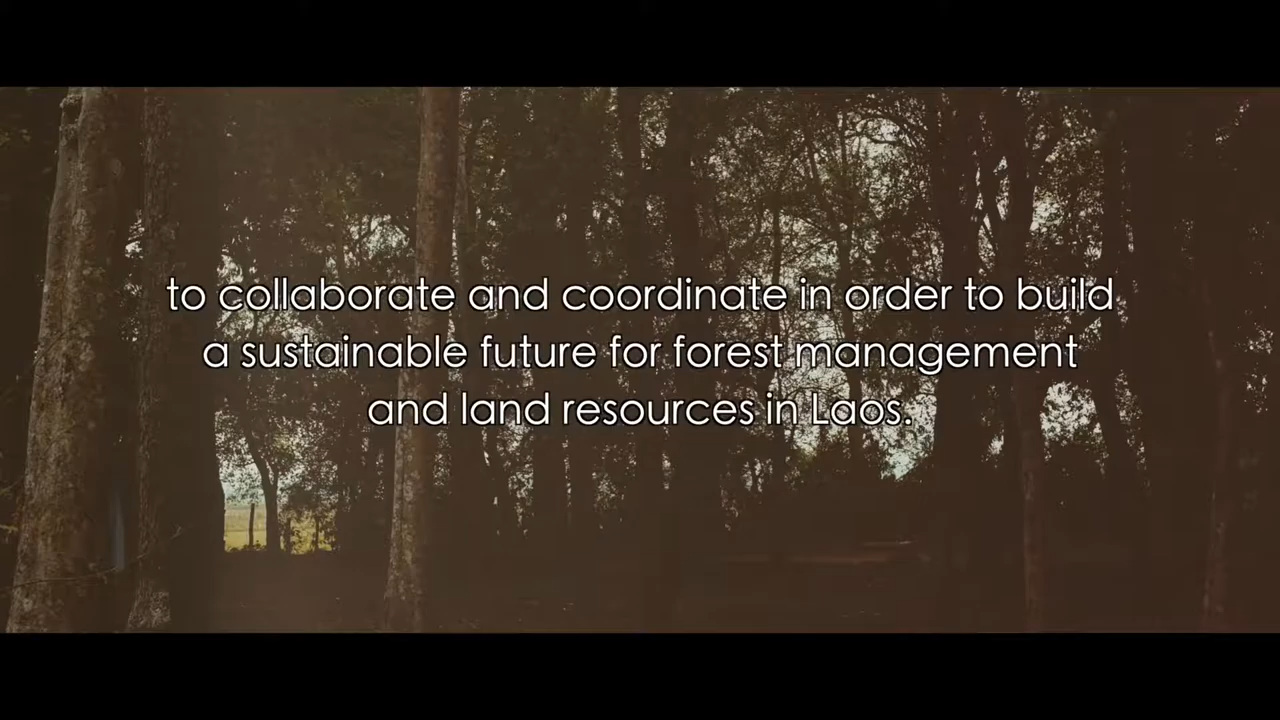 to collaborate and coordinate in order to build
a sustainable future for forest management
and land resources in Laos.